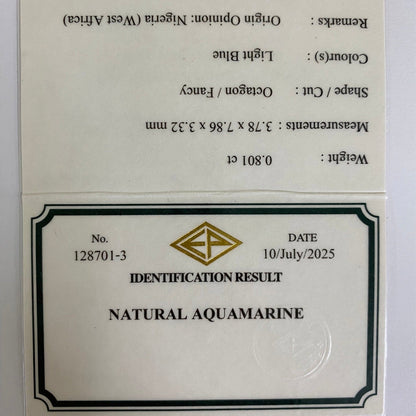 Weight: 0.801 ct
Measurements : 3.78 x 7.86 x 3.32 mm
Shape / Cut : Octagon / Fancy
Colour(s) : Light Blue
Remarks : Origin Opinion: Nigeria (West Africa)
No. DATE
128701-3 EP 10/July/2025
IDENTIFICATION RESULT
NATURAL AQUAMARINE